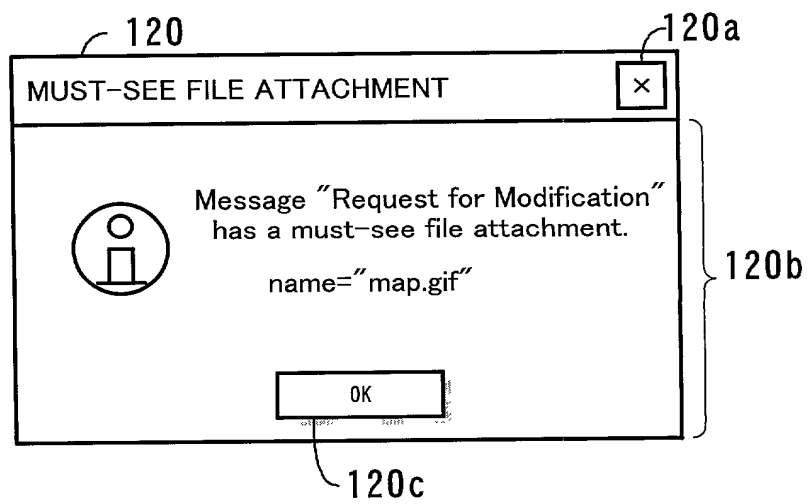 120
120a
MUST-SEE FILE ATTACHMENT
×
Message "Request for Modification"
has a must-see file attachment.
name="map.gif"
120b
OK
120c